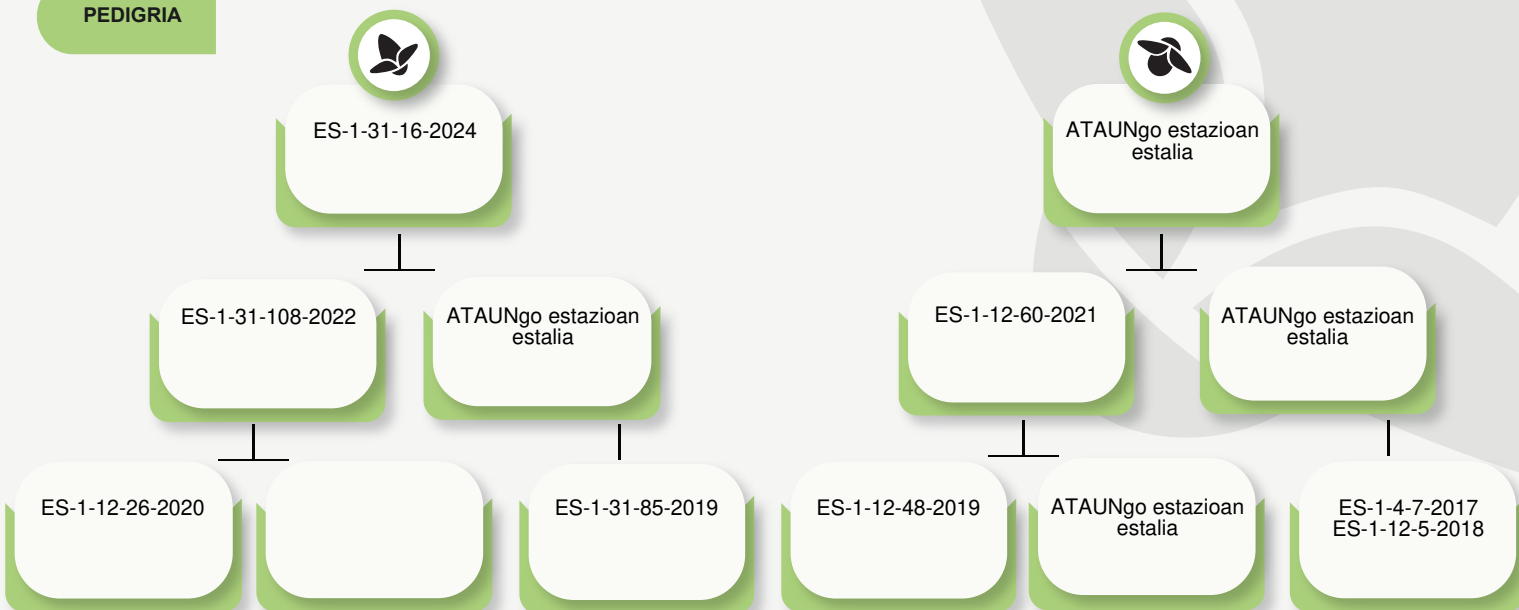 PEDIGRIA
ES-1-31-16-2024
ATAUNgo estazioan
estalia
ES-1-31-108-2022
ATAUNgo estazioan
estalia
ES-1-12-60-2021
ATAUNgo estazioan
estalia
ES-1-12-26-2020
ES-1-31-85-2019
ES-1-12-48-2019
ATAUNgo estazioan
estalia
ES-1-4-7-2017
ES-1-12-5-2018